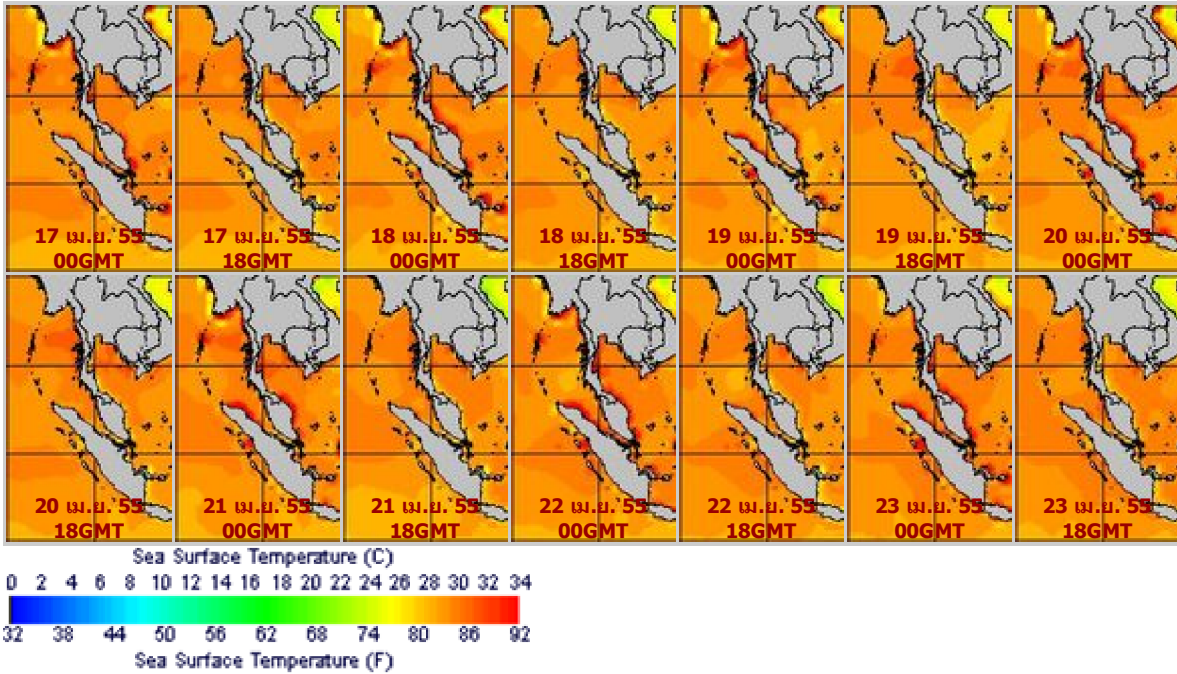 17 เม.ย. 55
00GMT
17 เม.ย. 55
18GMT
18 เม.ย. 55
00GMT
18 เม.ย. 55
18GMT
19 เม.ย. 55
00GMT
19 เม.ย. 55
18GMT
20 เม.ย. 55
00GMT
20 เม.ย. 55
18GMT
21 เม.ย. 55
00GMT
21 เม.ย. 55
18GMT
22 เม.ย. 55
00GMT
22 เม.ย. 55
18GMT
23 เม.ย. 55
00GMT
23 เม.ย. 55
18GMT
Sea Surface Temperature (C)
0 2 4 6 8 10 12 14 16 18 20 22 24 26 28 30 32 34
32 38 44 50 56 62 68 74 80 86 92
Sea Surface Temperature (F)